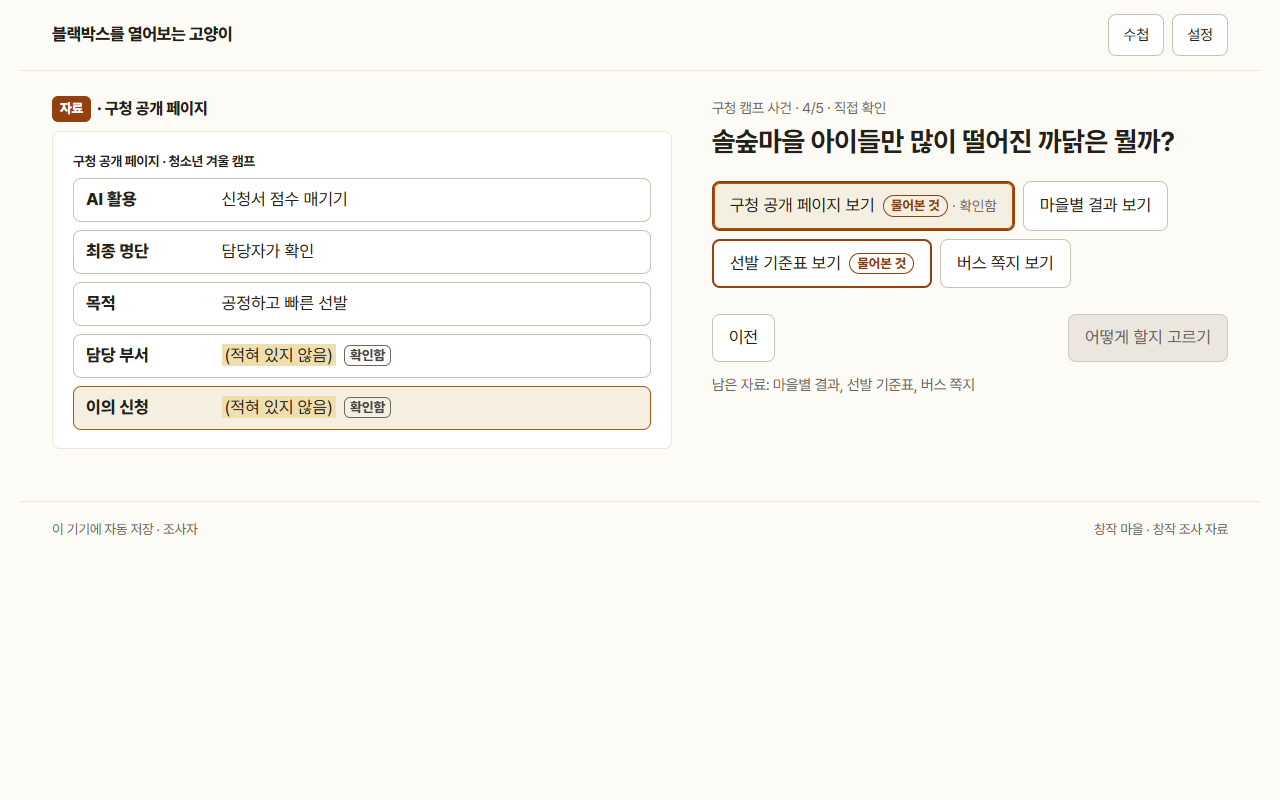 블랙박스를 열어보는 고양이
수첩
설정
자료 · 구청 공개 페이지
구청 공개 페이지 · 청소년 겨울 캠프
AI 활용 신청서 점수 매기기
최종 명단 담당자가 확인
목적 공정하고 빠른 선발
담당 부서 (적혀 있지 않음) 확인함
이의 신청 (적혀 있지 않음) 확인함
구청 캠프 사건 · 4/5 · 직접 확인
솔숲마을 아이들만 많이 떨어진 까닭은 뭘까?
구청 공개 페이지 보기 물어본 것 · 확인함
마을별 결과 보기
선발 기준표 보기 물어본 것
버스 쪽지 보기
이전
어떻게 할지 고르기
남은 자료: 마을별 결과, 선발 기준표, 버스 쪽지
이 기기에 자동 저장 · 조사자
창작 마을 · 창작 조사 자료